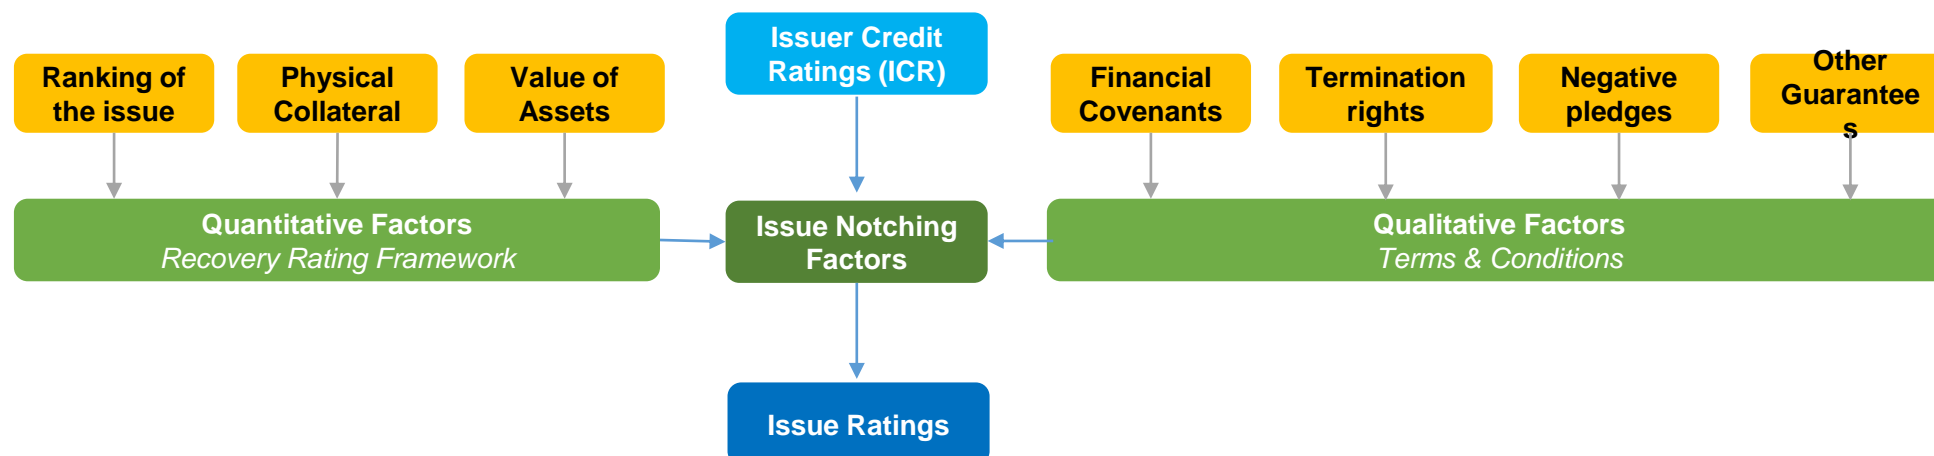 Issuer Credit
Ratings (ICR)
Ranking of
the issue
Physical
Collateral
Value of
Assets
Financial
Covenants
Termination
rights
Negative
pledges
Other
Guarantee
s
Quantitative Factors
Recovery Rating Framework
Issue Notching
Factors
Qualitative Factors
Terms & Conditions
Issue Ratings